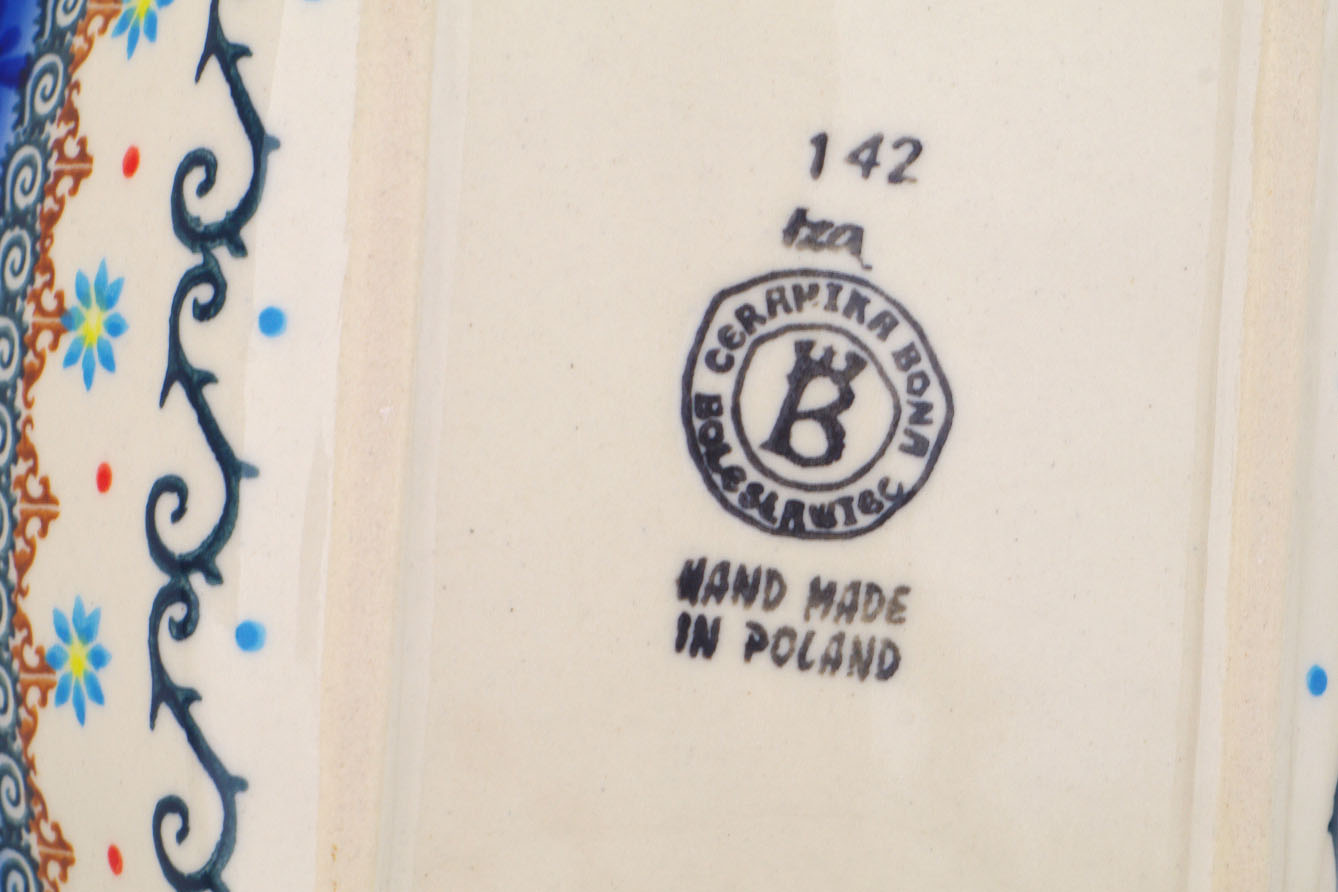 142
Iza
CERAMIKA BONA
BOLESŁAWIEC
B
HAND MADE
IN POLAND